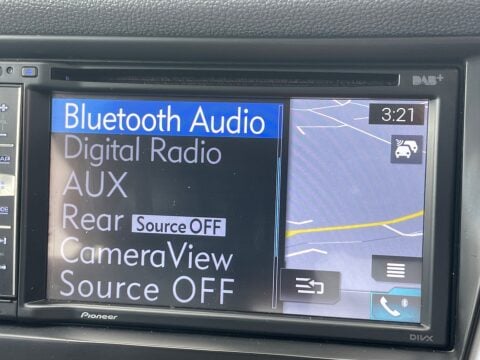 DAB+
Bluetooth Audio
3:21
Digital Radio
AUX
Rear Source OFF
CameraView
Source OFF
Pioneer
DIVX